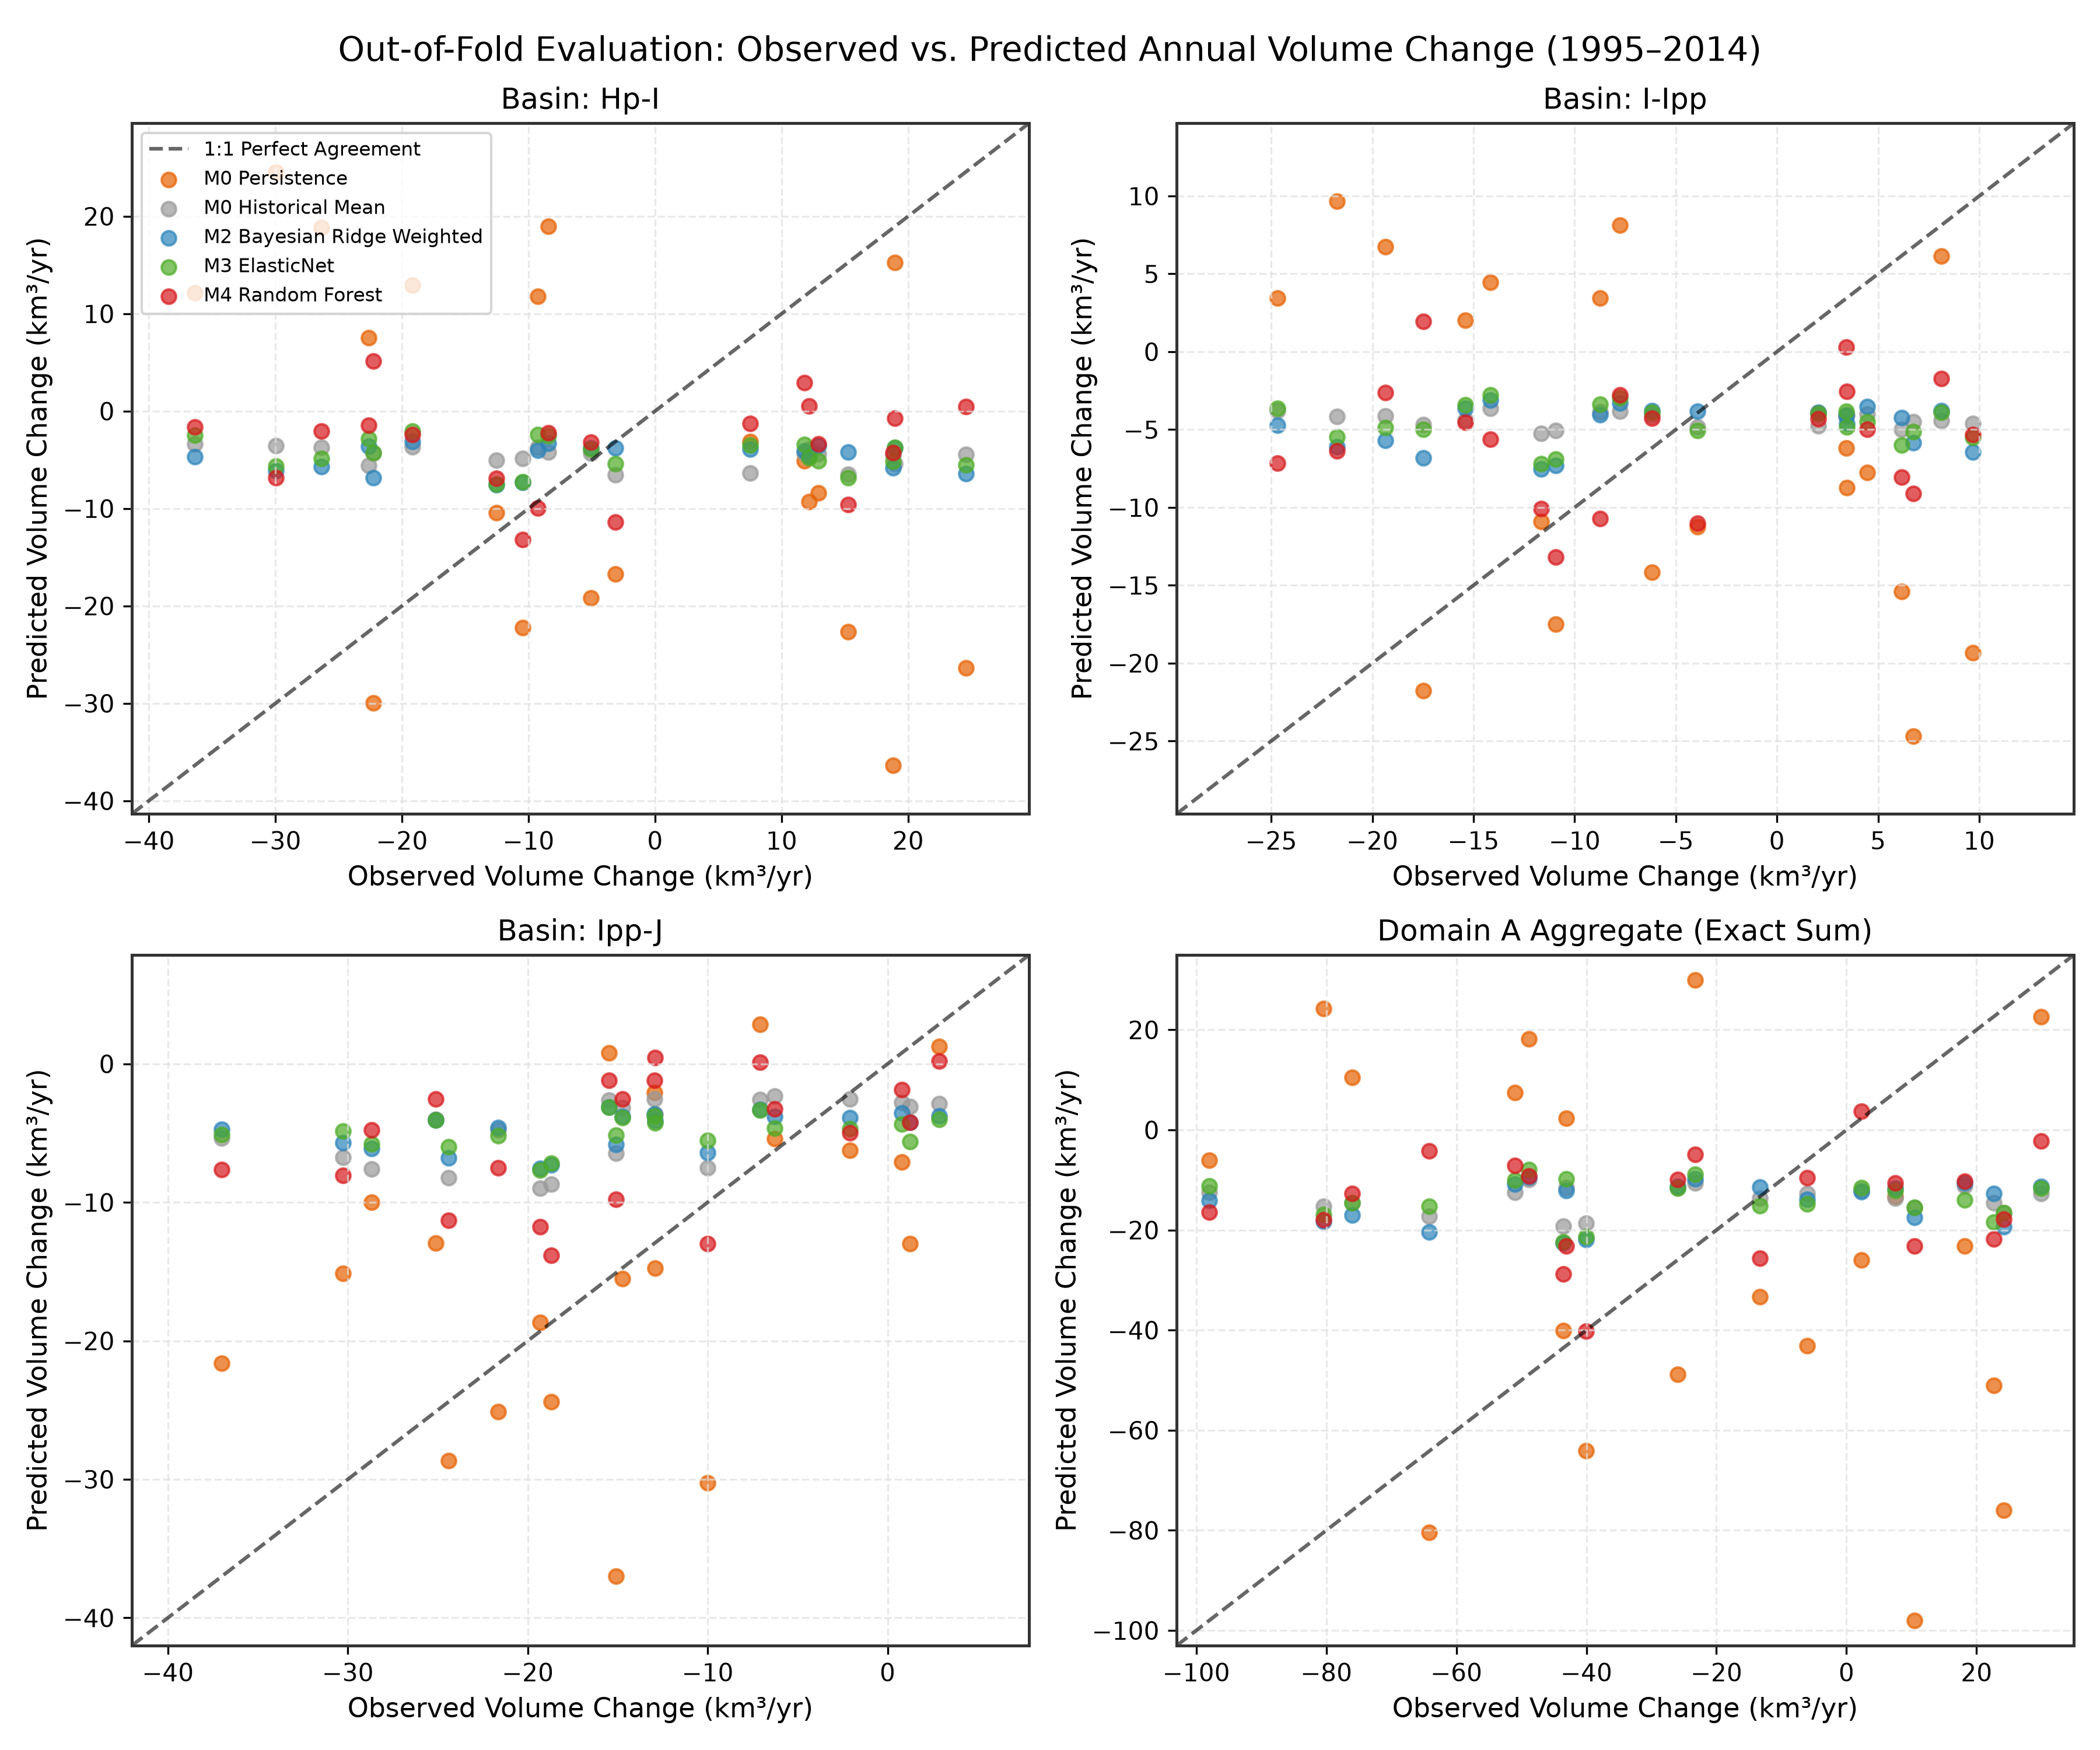 Out-of-Fold Evaluation: Observed vs. Predicted Annual Volume Change (1995–2014)
Basin: Hp-I
1:1 Perfect Agreement
M0 Persistence
M0 Historical Mean
M2 Bayesian Ridge Weighted
M3 ElasticNet
M4 Random Forest
Predicted Volume Change (km³/yr)
20
10
0
−10
−20
−30
−40
−40 −30 −20 −10 0 10 20
Observed Volume Change (km³/yr)
Basin: I-Ipp
Predicted Volume Change (km³/yr)
10
5
0
−5
−10
−15
−20
−25
−25 −20 −15 −10 −5 0 5 10
Observed Volume Change (km³/yr)
Basin: Ipp-J
Predicted Volume Change (km³/yr)
0
−10
−20
−30
−40
−40 −30 −20 −10 0
Observed Volume Change (km³/yr)
Domain A Aggregate (Exact Sum)
Predicted Volume Change (km³/yr)
20
0
−20
−40
−60
−80
−100
−100 −80 −60 −40 −20 0 20
Observed Volume Change (km³/yr)